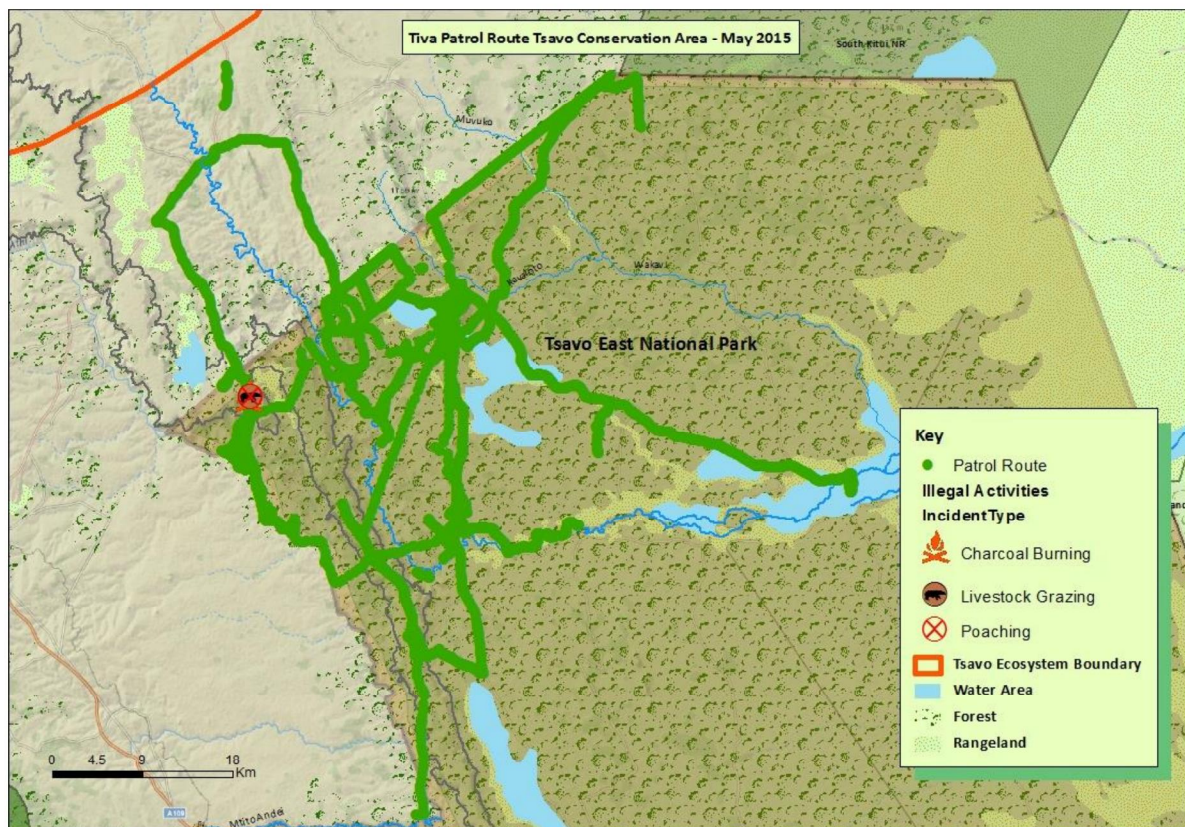 Tiva Patrol Route Tsavo Conservation Area - May 2015
South Kitui NR
Muvuko
Wakavi
Tsavo East National Park
Key
Patrol Route
Illegal Activities
IncidentType
Charcoal Burning
Livestock Grazing
Poaching
Tsavo Ecosystem Boundary
Water Area
Forest
Rangeland
0 4.5 9 18
Km
A109
MtitoAndei